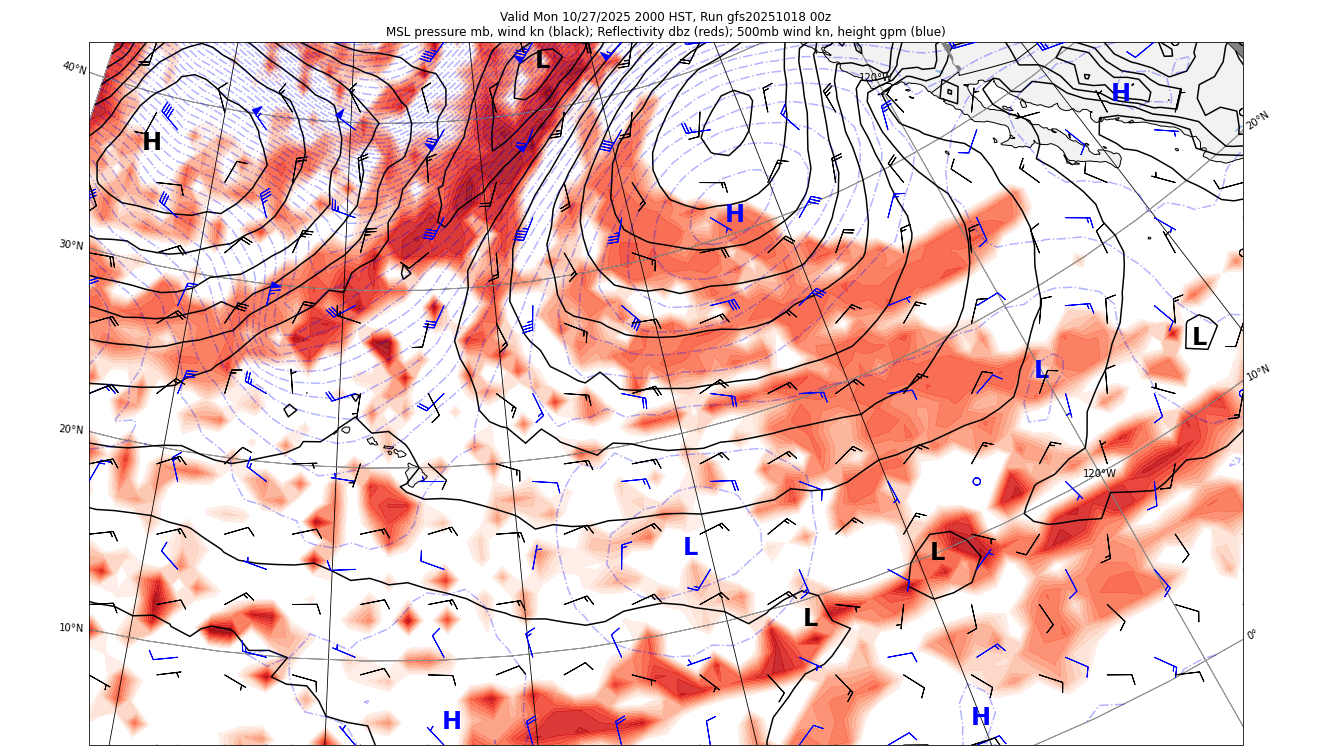 Valid Mon 10/27/2025 2000 HST, Run gfs20251018 00z
MSL pressure mb, wind kn (black); Reflectivity dbz (reds); 500mb wind kn, height gpm (blue)
L
40°N
120°W
H
20°N
H
H
30°N
L
L
10°N
20°N
120°W
L
L
L
10°N
0°
H
H